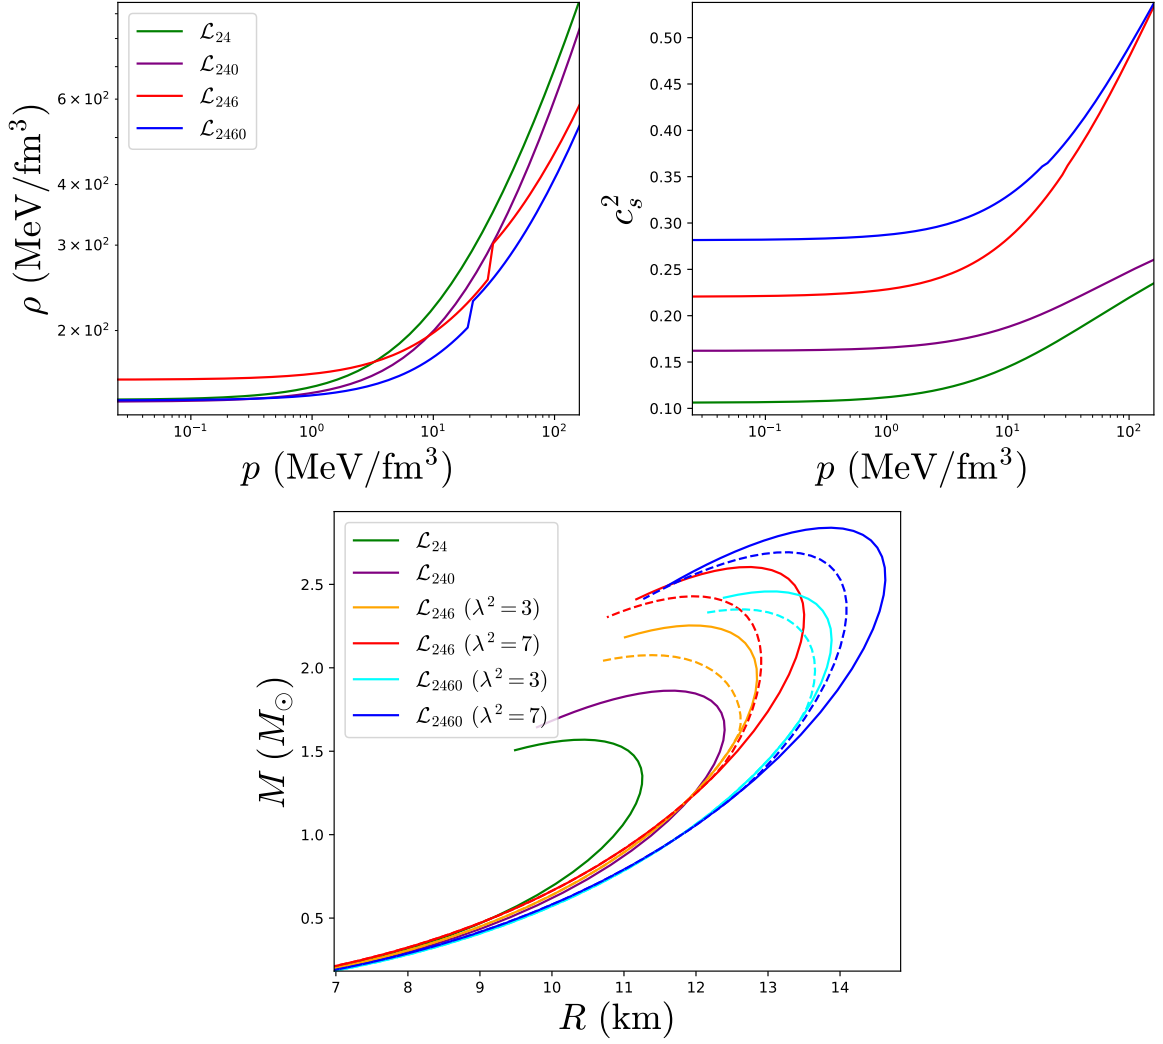 ρ (MeV/fm³)
6 × 10²
4 × 10²
3 × 10²
2 × 10²
ℒ₂₄
ℒ₂₄₀
ℒ₂₄₆
ℒ₂₄₆₀
10⁻¹ 10⁰ 10¹ 10²
p (MeV/fm³)
c_s²
0.50
0.45
0.40
0.35
0.30
0.25
0.20
0.15
0.10
10⁻¹ 10⁰ 10¹ 10²
p (MeV/fm³)
M (M⊙)
2.5
2.0
1.5
1.0
0.5
ℒ₂₄
ℒ₂₄₀
ℒ₂₄₆ (λ² = 3)
ℒ₂₄₆ (λ² = 7)
ℒ₂₄₆₀ (λ² = 3)
ℒ₂₄₆₀ (λ² = 7)
7 8 9 10 11 12 13 14
R (km)